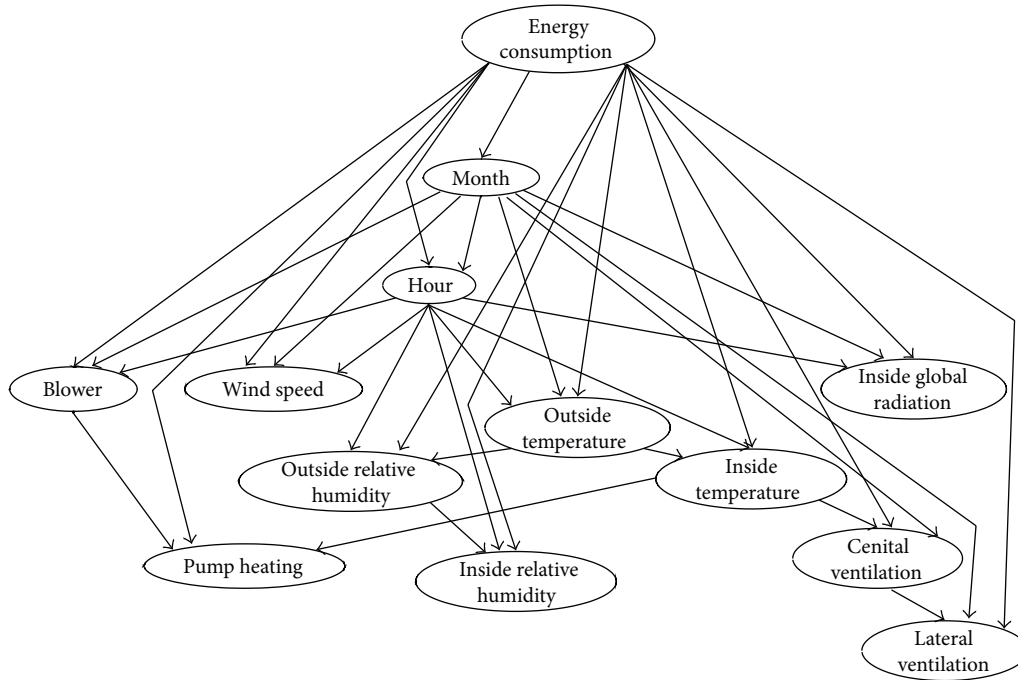 Energy
consumption
Month
Hour
Blower
Wind speed
Outside
temperature
Inside global
radiation
Outside relative
humidity
Inside
temperature
Pump heating
Inside relative
humidity
Cenital
ventilation
Lateral
ventilation